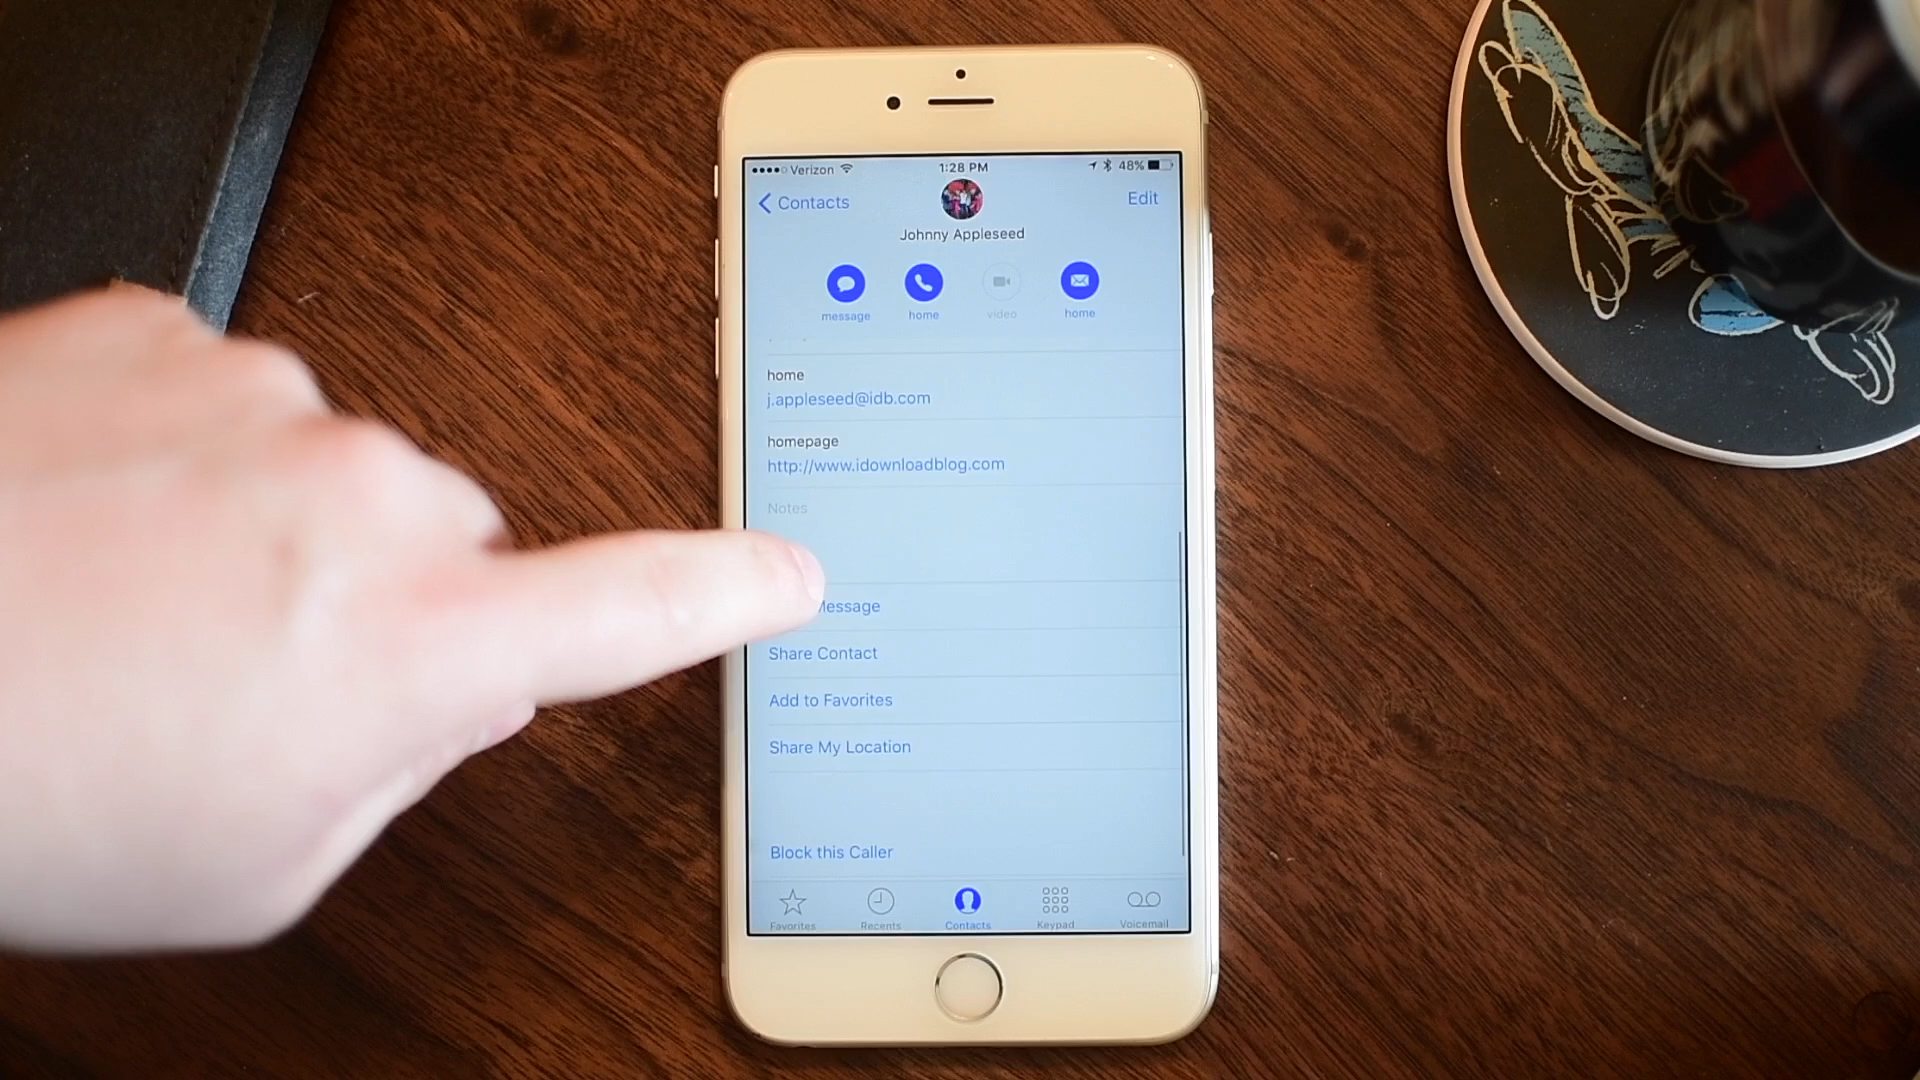 Verizon 1:28 PM 48%
Contacts Edit
Johnny Appleseed
message home video home
home
j.appleseed@idb.com
homepage
http://www.idownloadblog.com
Notes
Message
Share Contact
Add to Favorites
Share My Location
Block this Caller
Favorites Recents Contacts Keypad Voicemail